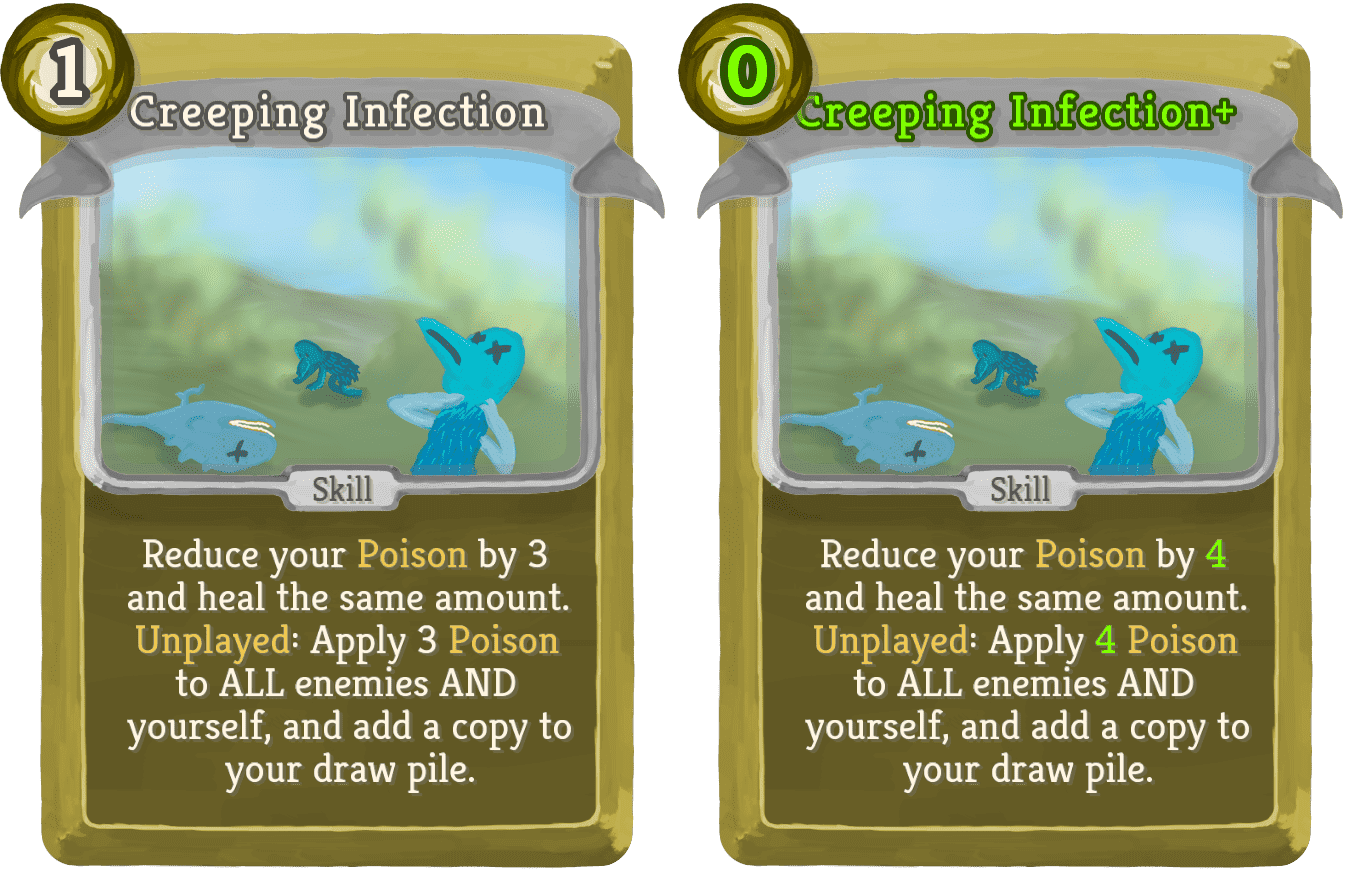 1
Creeping Infection
Skill
Reduce your Poison by 3
and heal the same amount.
Unplayed: Apply 3 Poison
to ALL enemies AND
yourself, and add a copy to
your draw pile.
0
Creeping Infection+
Skill
Reduce your Poison by 4
and heal the same amount.
Unplayed: Apply 4 Poison
to ALL enemies AND
yourself, and add a copy to
your draw pile.